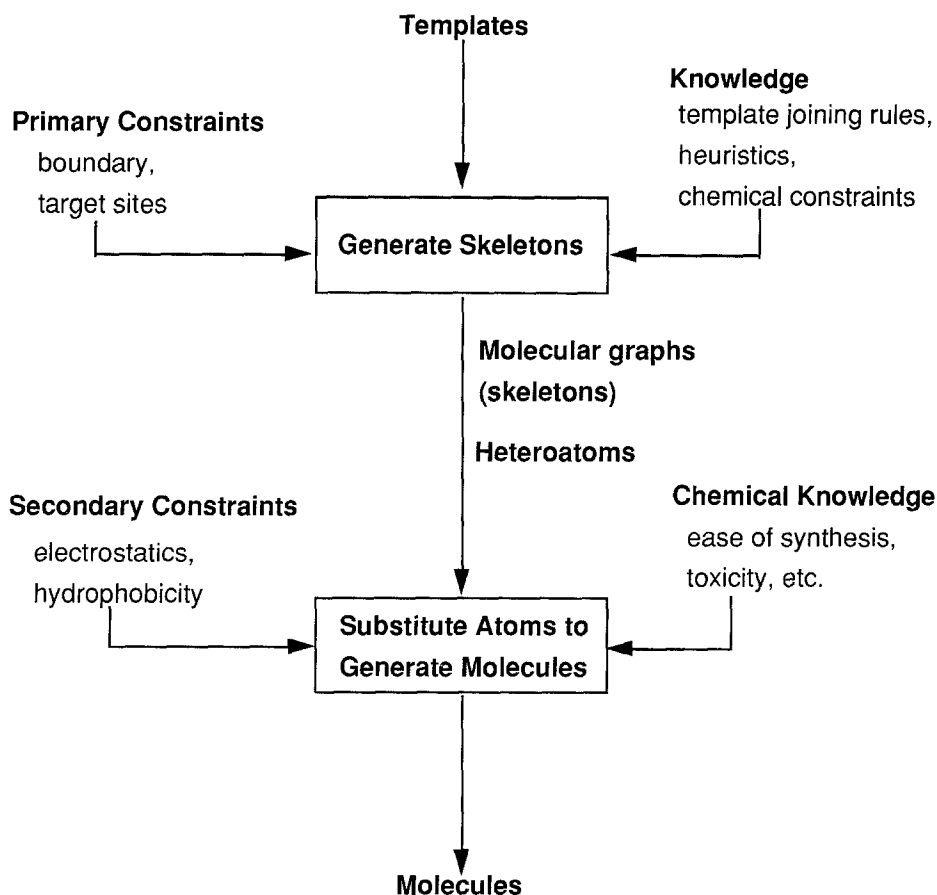 Templates
Primary Constraints
boundary,
target sites
Knowledge
template joining rules,
heuristics,
chemical constraints
Generate Skeletons
Molecular graphs
(skeletons)
Heteroatoms
Secondary Constraints
electrostatics,
hydrophobicity
Chemical Knowledge
ease of synthesis,
toxicity, etc.
Substitute Atoms to
Generate Molecules
Molecules